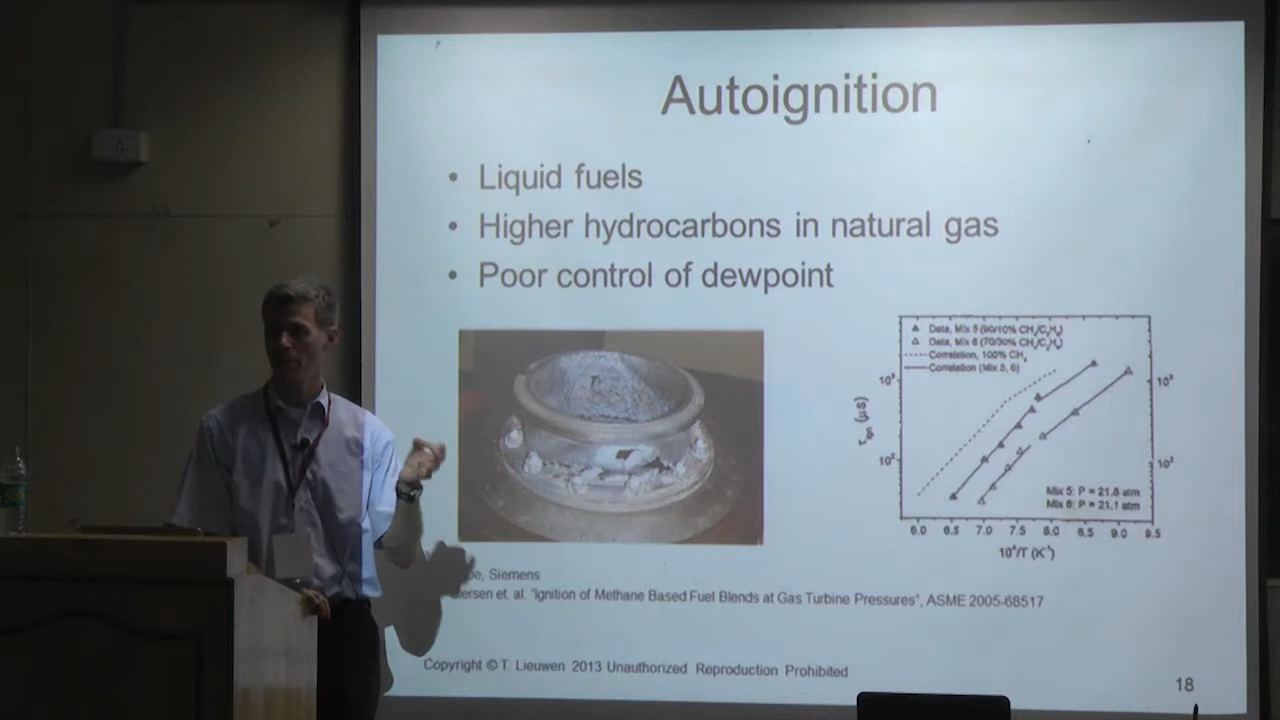 Autoignition
• Liquid fuels
• Higher hydrocarbons in natural gas
• Poor control of dewpoint
Data, Mix 5 (90/10% CH4/C2H6)
Data, Mix 6 (70/30% CH4/C2H6)
Correlation, 100% CH4
Correlation (Mix 5, 6)
10³
10³
τign (μS)
10²
10²
Mix 5: P = 21.8 atm
Mix 6: P = 21.1 atm
6.0 6.5 7.0 7.5 8.0 8.5 9.0 9.5
10⁴/T (K⁻¹)
Siemens
et. al. "Ignition of Methane Based Fuel Blends at Gas Turbine Pressures", ASME 2005-68517
Copyright © T. Lieuwen 2013 Unauthorized Reproduction Prohibited
18